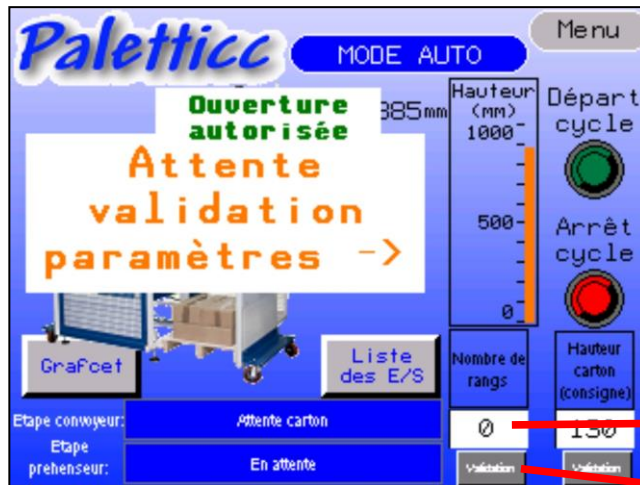 Paletticc
MODE AUTO
Menu
Ouverture
autorisée
385mm
Attente
validation
paramètres ->
Hauteur
(mm)
1000
500
0
Départ
cycle
Arrêt
cycle
Grafcet
Liste
des E/S
Nombre de
rangs
0
Validation
Hauteur
carton
(consigne)
150
Validation
Etape convoyeur:
Attente carton
Etape
prehenseur:
En attente